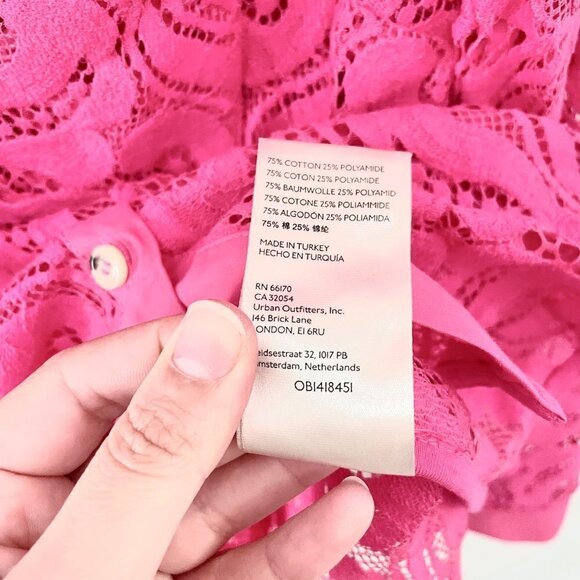 75% COTTON 25% POLYAMIDE
75% COTON 25% POLYAMIDE
75% BAUMWOLLE 25% POLYAMID
75% COTONE 25% POLIAMMIDE
75% ALGODÓN 25% POLIAMIDA
75% 棉 25% 锦纶
MADE IN TURKEY
HECHO EN TURQUÍA
RN 66170
CA 32054
Urban Outfitters, Inc.
146 Brick Lane
LONDON, E1 6RU
32, 1017 PB
Amsterdam, Netherlands
OB1418451